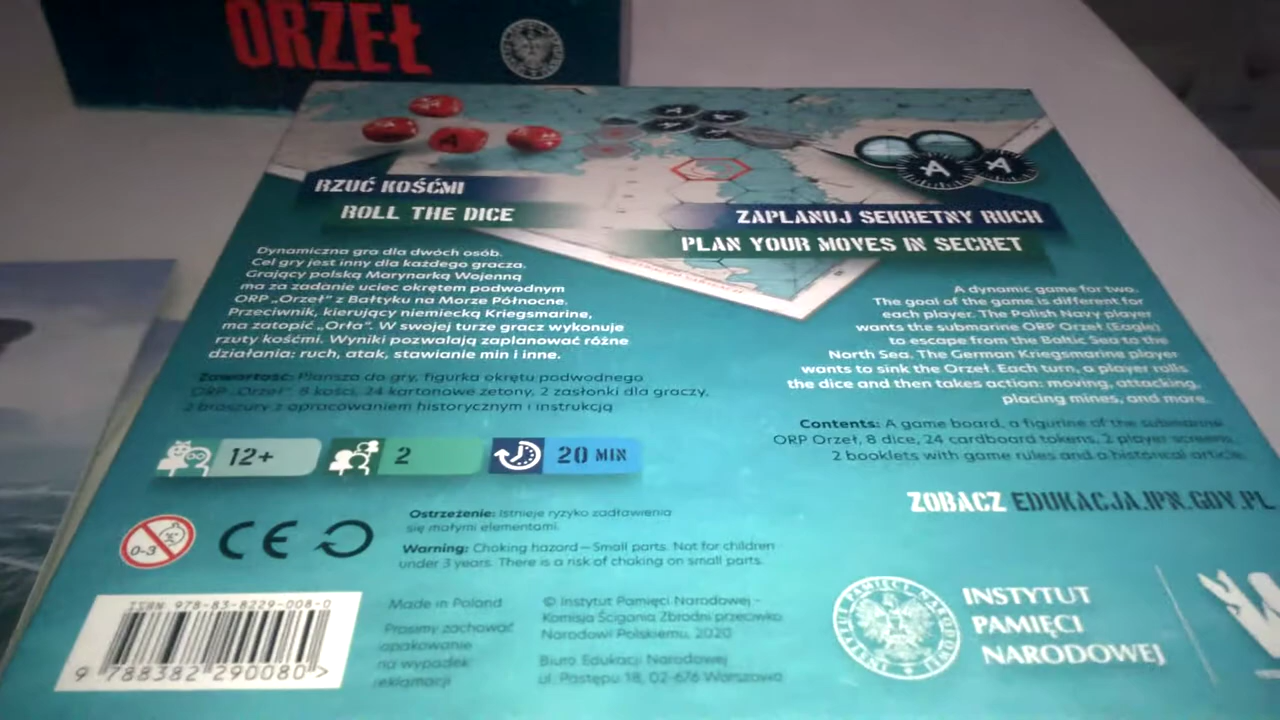 ORZEŁ
RZUĆ KOŚĆMI
ROLL THE DICE
ZAPLANUJ SEKRETNY RUCH
PLAN YOUR MOVES IN SECRET
Dynamiczna gra dla dwóch osób.
Cel gry jest inny dla każdego gracza.
Grający polską Marynarką Wojenną
ma za zadanie uciec okrętem podwodnym
ORP „Orzeł” z Bałtyku na Morze Północne.
Przeciwnik, kierujący niemiecką Kriegsmarine,
ma zatopić „Orła”. W swojej turze gracz wykonuje
rzuty kośćmi. Wyniki pozwalają zaplanować różne
działania: ruch, atak, stawianie min i inne.
Zawartość: Plansza do gry, figurka okrętu podwodnego
ORP „Orzeł”, 8 kości, 24 kartonowe żetony, 2 zasłonki dla graczy,
2 broszury z opracowaniem historycznym i instrukcją
A dynamic game for two.
The goal of the game is different for
each player. The Polish Navy player
wants the submarine ORP Orzeł (Eagle)
to escape from the Baltic Sea to the
North Sea. The German Kriegsmarine player
wants to sink the Orzeł. Each turn, a player rolls
the dice and then takes action: moving, attacking,
placing mines, and more.
Contents: A game board, a figurine of the submarine
ORP Orzeł, 8 dice, 24 cardboard tokens, 2 player screens,
2 booklets with game rules and a historical article.
12+
2
20 MIN
ZOBACZ EDUKACJA.IPN.GOV.PL
0-3
CE
Ostrzeżenie: Istnieje ryzyko zadławienia
się małymi elementami.
Warning: Choking hazard – Small parts. Not for children
under 3 years. There is a risk of choking on small parts.
ISBN 978-83-8229-008-0
9 788382 290080 >
Made in Poland
Prosimy zachować
opakowanie
na wypadek
reklamacji
© Instytut Pamięci Narodowej –
Komisja Ścigania Zbrodni przeciwko
Narodowi Polskiemu, 2020
Biuro Edukacji Narodowej
ul. Postępu 18, 02-676 Warszawa
INSTYTUT PAMIĘCI NARODOWEJ
INSTYTUT
PAMIĘCI
NARODOWEJ